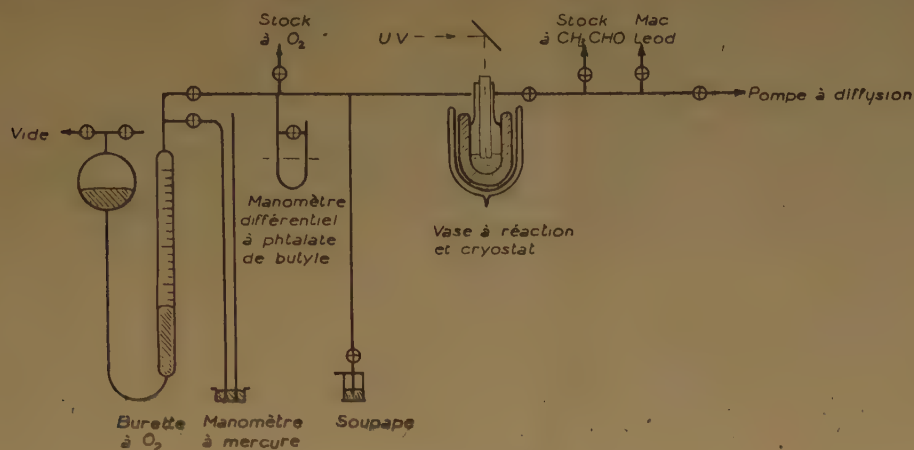 Stock
à O₂
UV
Stock
à CH₃CHO
Mac
Leod
Pompe à diffusion
Vide
Manomètre
différentiel
à phtalate
de butyle
Vase à réaction
et cryostat
Burette
à O₂
Manomètre
à mercure
Soupape